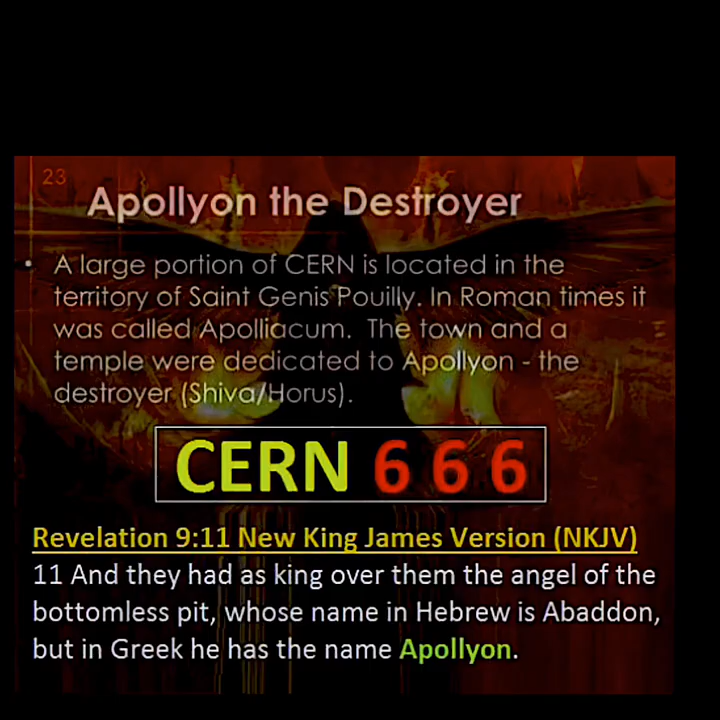 23
Apollyon the Destroyer
• A large portion of CERN is located in the
territory of Saint Genis Pouilly. In Roman times it
was called Apolliacum. The town and a
temple were dedicated to Apollyon - the
destroyer (Shiva/Horus).
CERN 6 6 6
Revelation 9:11 New King James Version (NKJV)
11 And they had as king over them the angel of the
bottomless pit, whose name in Hebrew is Abaddon,
but in Greek he has the name Apollyon.